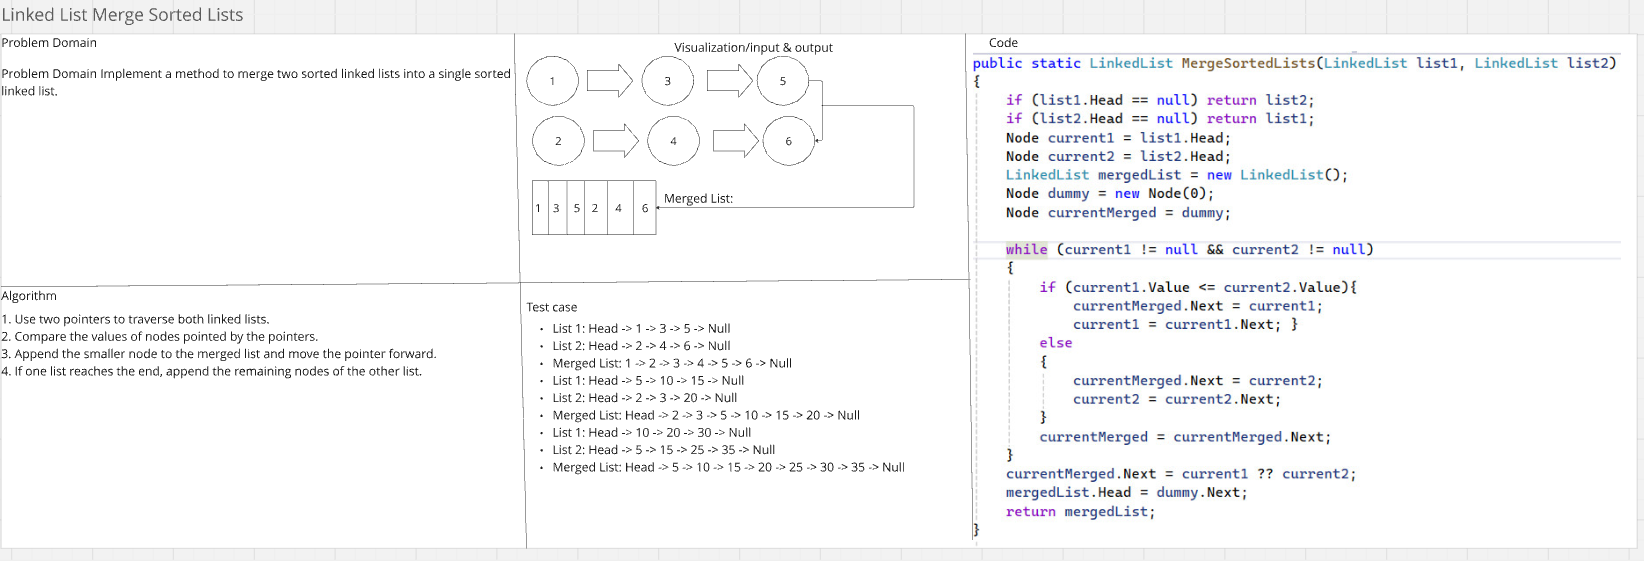 Linked List Merge Sorted Lists
Problem Domain
Problem Domain Implement a method to merge two sorted linked lists into a single sorted
linked list.
Visualization/input & output
1 3 5
2 4 6
1 3 5 2 4 6
Merged List:
Algorithm
1. Use two pointers to traverse both linked lists.
2. Compare the values of nodes pointed by the pointers.
3. Append the smaller node to the merged list and move the pointer forward.
4. If one list reaches the end, append the remaining nodes of the other list.
Test case
• List 1: Head -> 1 -> 3 -> 5 -> Null
• List 2: Head -> 2 -> 4 -> 6 -> Null
• Merged List: 1 -> 2 -> 3 -> 4 -> 5 -> 6 -> Null
• List 1: Head -> 5 -> 10 -> 15 -> Null
• List 2: Head -> 2 -> 3 -> 20 -> Null
• Merged List: Head -> 2 -> 3 -> 5 -> 10 -> 15 -> 20 -> Null
• List 1: Head -> 10 -> 20 -> 30 -> Null
• List 2: Head -> 5 -> 15 -> 25 -> 35 -> Null
• Merged List: Head -> 5 -> 10 -> 15 -> 20 -> 25 -> 30 -> 35 -> Null
Code
public static LinkedList MergeSortedLists(LinkedList list1, LinkedList list2)
{
if (list1.Head == null) return list2;
if (list2.Head == null) return list1;
Node current1 = list1.Head;
Node current2 = list2.Head;
LinkedList mergedList = new LinkedList();
Node dummy = new Node(0);
Node currentMerged = dummy;
while (current1 != null && current2 != null)
{
if (current1.Value <= current2.Value){
currentMerged.Next = current1;
current1 = current1.Next; }
else
{
currentMerged.Next = current2;
current2 = current2.Next;
}
currentMerged = currentMerged.Next;
}
currentMerged.Next = current1 ?? current2;
mergedList.Head = dummy.Next;
return mergedList;
}